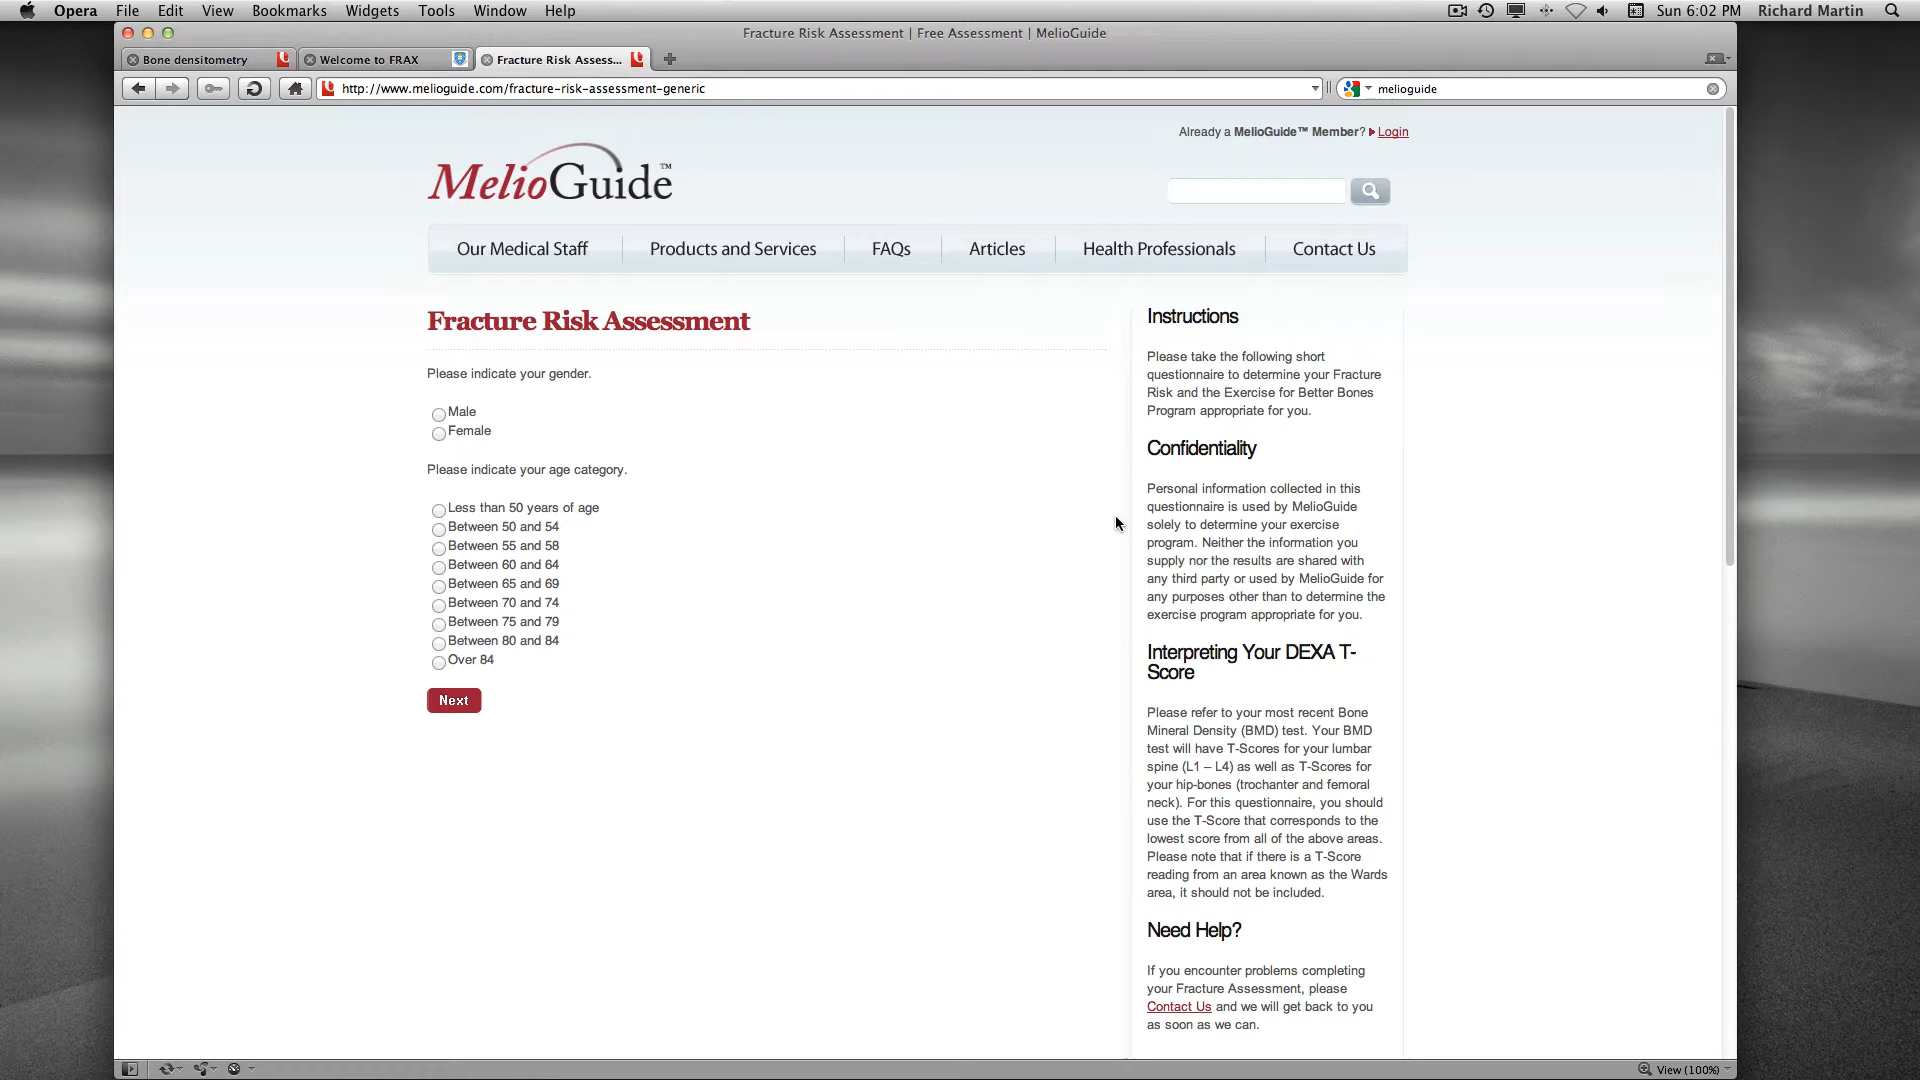 Opera File Edit View Bookmarks Widgets Tools Window Help Sun 6:02 PM Richard Martin
Fracture Risk Assessment | Free Assessment | MelioGuide
Bone densitometry Welcome to FRAX Fracture Risk Assess...
http://www.melioguide.com/fracture-risk-assessment-generic melioguide
Already a MelioGuide™ Member? Login
MelioGuide™
Our Medical Staff Products and Services FAQs Articles Health Professionals Contact Us
Fracture Risk Assessment
Please indicate your gender.
Male
Female
Please indicate your age category.
Less than 50 years of age
Between 50 and 54
Between 55 and 58
Between 60 and 64
Between 65 and 69
Between 70 and 74
Between 75 and 79
Between 80 and 84
Over 84
Next
Instructions
Please take the following short
questionnaire to determine your Fracture
Risk and the Exercise for Better Bones
Program appropriate for you.
Confidentiality
Personal information collected in this
questionnaire is used by MelioGuide
solely to determine your exercise
program. Neither the information you
supply nor the results are shared with
any third party or used by MelioGuide for
any purposes other than to determine the
exercise program appropriate for you.
Interpreting Your DEXA T-
Score
Please refer to your most recent Bone
Mineral Density (BMD) test. Your BMD
test will have T-Scores for your lumbar
spine (L1 – L4) as well as T-Scores for
your hip-bones (trochanter and femoral
neck). For this questionnaire, you should
use the T-Score that corresponds to the
lowest score from all of the above areas.
Please note that if there is a T-Score
reading from an area known as the Wards
area, it should not be included.
Need Help?
If you encounter problems completing
your Fracture Assessment, please
Contact Us and we will get back to you
as soon as we can.
View (100%)